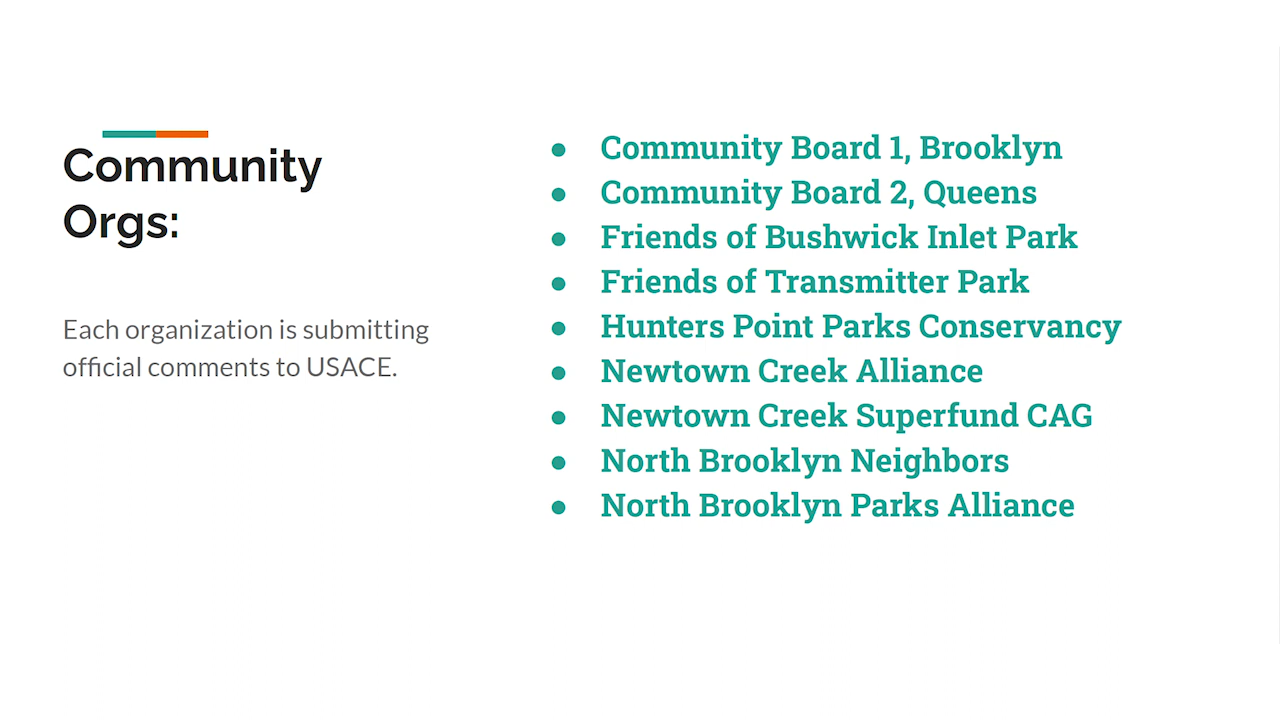 Community
Orgs:
Each organization is submitting
official comments to USACE.
● Community Board 1, Brooklyn
● Community Board 2, Queens
● Friends of Bushwick Inlet Park
● Friends of Transmitter Park
● Hunters Point Parks Conservancy
● Newtown Creek Alliance
● Newtown Creek Superfund CAG
● North Brooklyn Neighbors
● North Brooklyn Parks Alliance